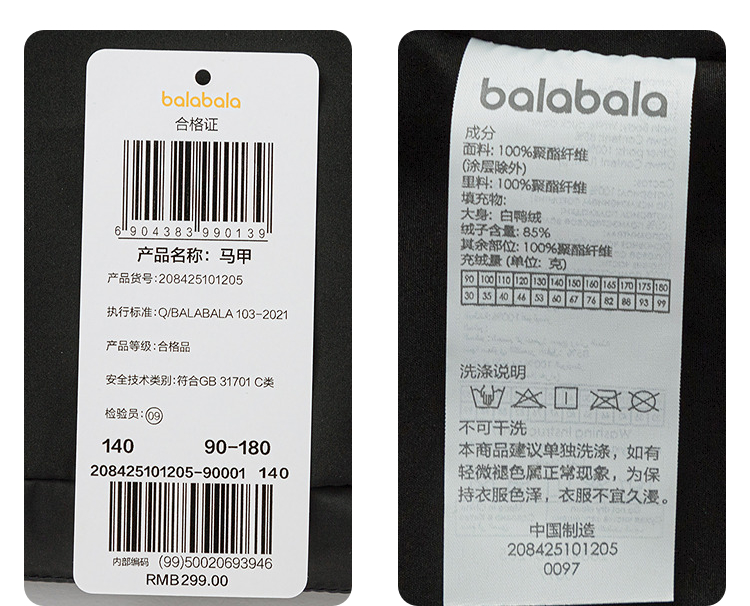 balabala
合格证
6 904383 990139
产品名称: 马甲
产品货号:208425101205
执行标准:Q/BALABALA 103-2021
产品等级:合格品
安全技术类别:符合GB 31701 C类
检验员:09
140 90-180
208425101205-90001 140
内部编码 (99)50020693946
RMB299.00
balabala
成分
面料: 100%聚酯纤维
(涂层除外)
里料: 100%聚酯纤维
填充物:
大身: 白鸭绒
绒子含量: 85%
其余部位: 100%聚酯纤维
充绒量 (单位: 克)
90 100 110 120 130 140 150 160 165 170 175 180
30 35 40 46 53 60 67 76 82 88 93 99
洗涤说明
不可干洗
本商品建议单独洗涤, 如有
轻微褪色属正常现象, 为保
持衣服色泽, 衣服不宜久浸。
中国制造
208425101205
0097